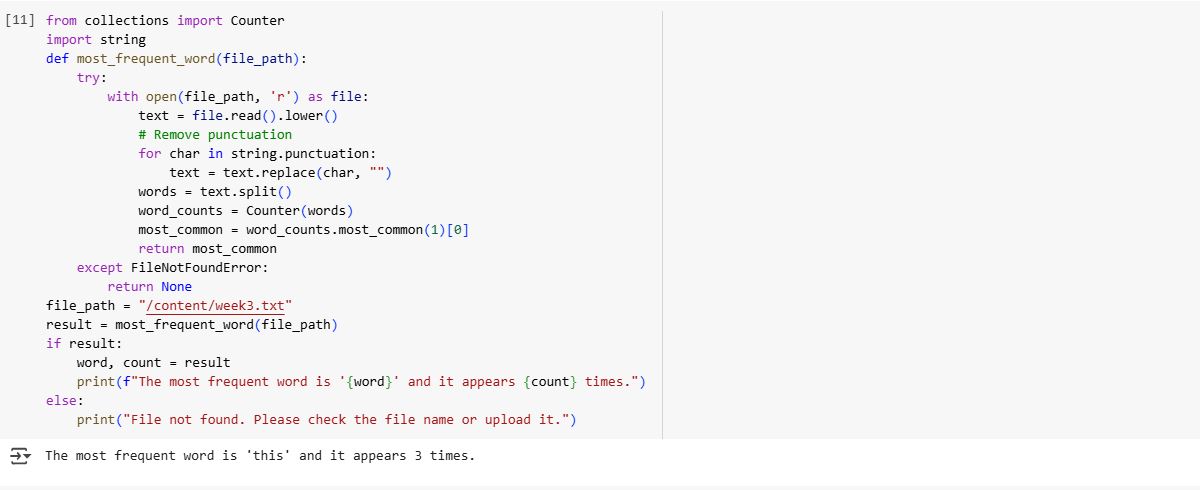 [11] from collections import Counter
import string
def most_frequent_word(file_path):
    try:
        with open(file_path, 'r') as file:
            text = file.read().lower()
            # Remove punctuation
            for char in string.punctuation:
                text = text.replace(char, "")
            words = text.split()
            word_counts = Counter(words)
            most_common = word_counts.most_common(1)[0]
            return most_common
    except FileNotFoundError:
        return None
file_path = "/content/week3.txt"
result = most_frequent_word(file_path)
if result:
    word, count = result
    print(f"The most frequent word is '{word}' and it appears {count} times.")
else:
    print("File not found. Please check the file name or upload it.")
The most frequent word is 'this' and it appears 3 times.